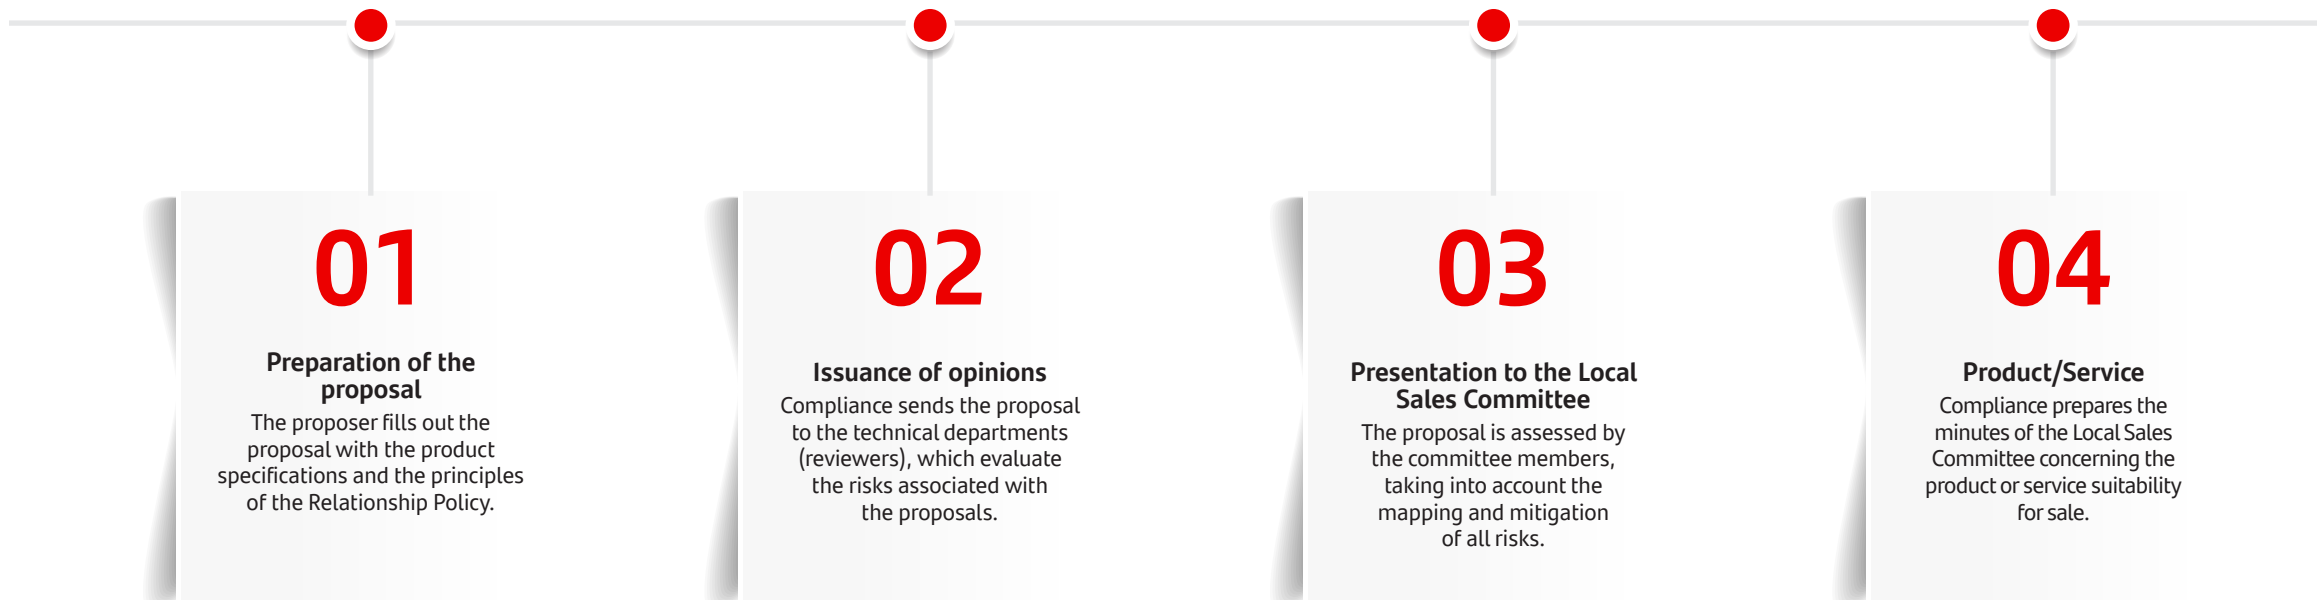 01
Preparation of the
proposal
The proposer fills out the
proposal with the product
specifications and the principles
of the Relationship Policy.
02
Issuance of opinions
Compliance sends the proposal
to the technical departments
(reviewers), which evaluate
the risks associated with
the proposals.
03
Presentation to the Local
Sales Committee
The proposal is assessed by
the committee members,
taking into account the
mapping and mitigation
of all risks.
04
Product/Service
Compliance prepares the
minutes of the Local Sales
Committee concerning the
product or service suitability
for sale.